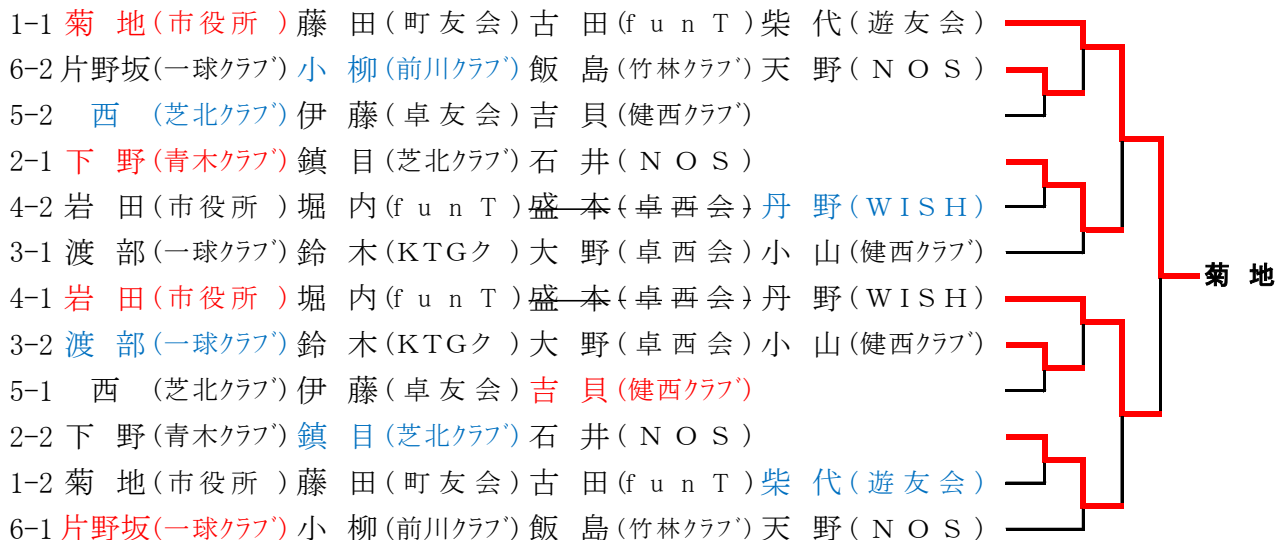 1-1 菊 地(市役所)藤 田(町友会)古 田(funT)柴 代(遊友会)
6-2 片野坂(一球クラブ)小 柳(前川クラブ)飯 島(竹林クラブ)天 野(NOS)
5-2 西 (芝北クラブ)伊 藤(卓友会)吉 貝(健西クラブ)
2-1 下 野(青木クラブ)鎮 目(芝北クラブ)石 井(NOS)
4-2 岩 田(市役所)堀 内(funT)盛 本(卓西会)丹 野(WISH)
3-1 渡 部(一球クラブ)鈴 木(KTGク)大 野(卓西会)小 山(健西クラブ)
菊 地
4-1 岩 田(市役所)堀 内(funT)盛 本(卓西会)丹 野(WISH)
3-2 渡 部(一球クラブ)鈴 木(KTGク)大 野(卓西会)小 山(健西クラブ)
5-1 西 (芝北クラブ)伊 藤(卓友会)吉 貝(健西クラブ)
2-2 下 野(青木クラブ)鎮 目(芝北クラブ)石 井(NOS)
1-2 菊 地(市役所)藤 田(町友会)古 田(funT)柴 代(遊友会)
6-1 片野坂(一球クラブ)小 柳(前川クラブ)飯 島(竹林クラブ)天 野(NOS)